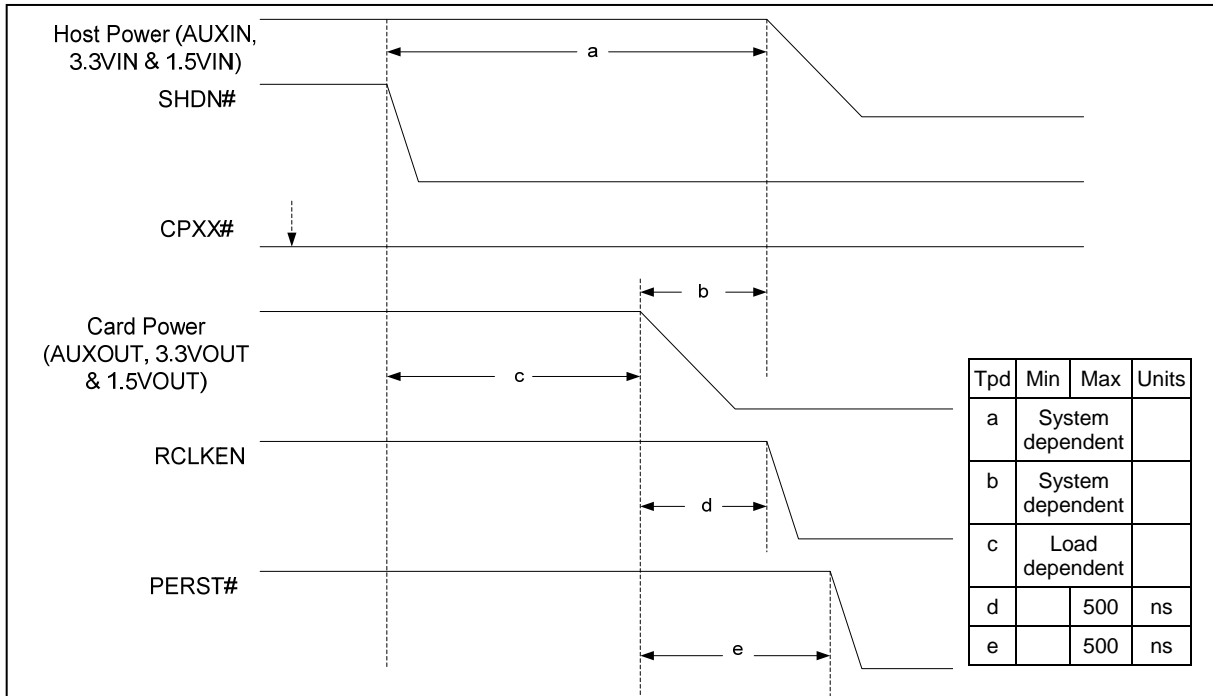 Host Power (AUXIN,
3.3VIN & 1.5VIN)
a
SHDN#
CPXX#
b
Card Power
(AUXOUT, 3.3VOUT
& 1.5VOUT)
c
RCLKEN
d
PERST#
e
Tpd Min Max Units
a System
dependent
b System
dependent
c Load
dependent
d 500 ns
e 500 ns